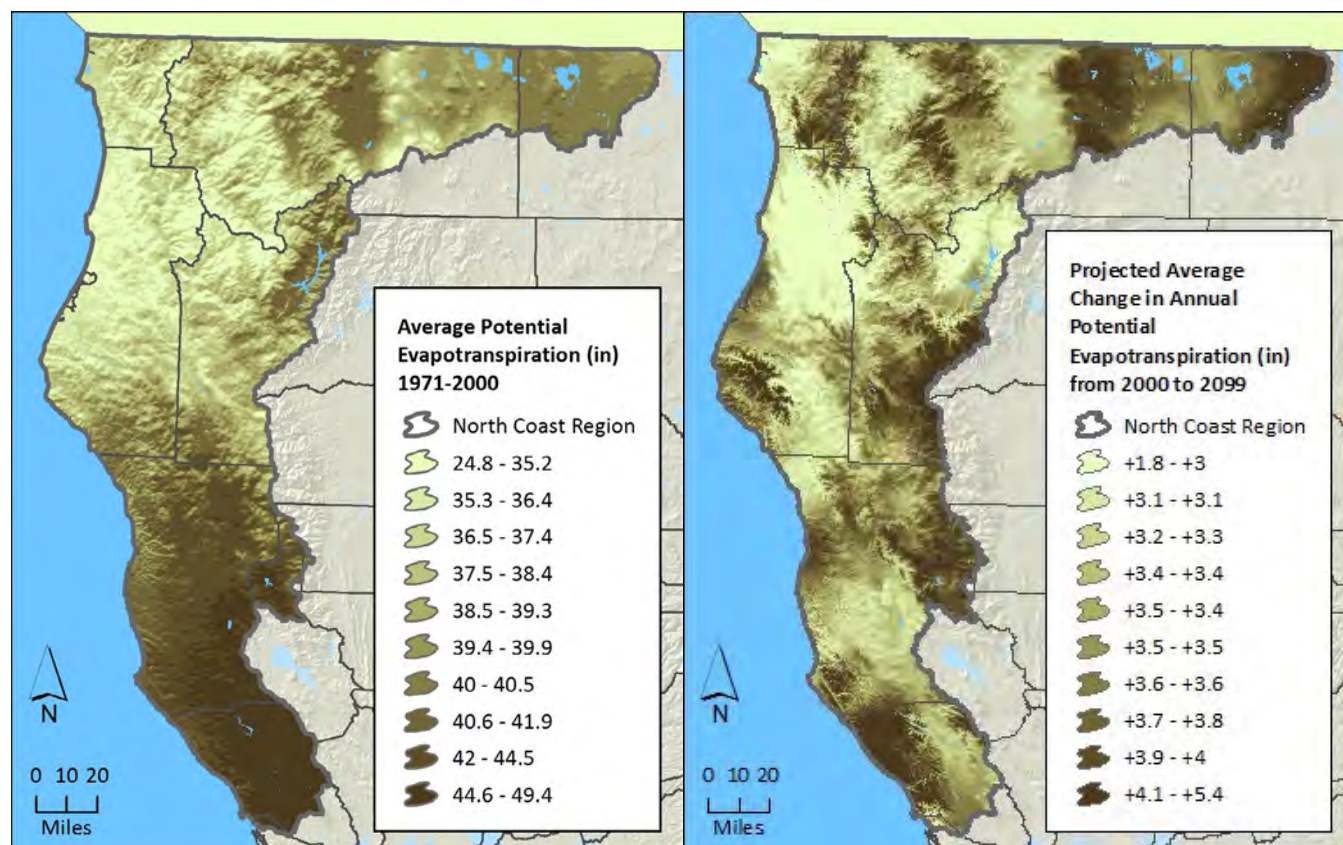 Average Potential
Evapotranspiration (in)
1971-2000
North Coast Region
24.8 - 35.2
35.3 - 36.4
36.5 - 37.4
37.5 - 38.4
38.5 - 39.3
39.4 - 39.9
40 - 40.5
40.6 - 41.9
42 - 44.5
44.6 - 49.4
N
0 10 20
Miles
Projected Average
Change in Annual
Potential
Evapotranspiration (in)
from 2000 to 2099
North Coast Region
+1.8 - +3
+3.1 - +3.1
+3.2 - +3.3
+3.4 - +3.4
+3.5 - +3.4
+3.5 - +3.5
+3.6 - +3.6
+3.7 - +3.8
+3.9 - +4
+4.1 - +5.4
N
0 10 20
Miles